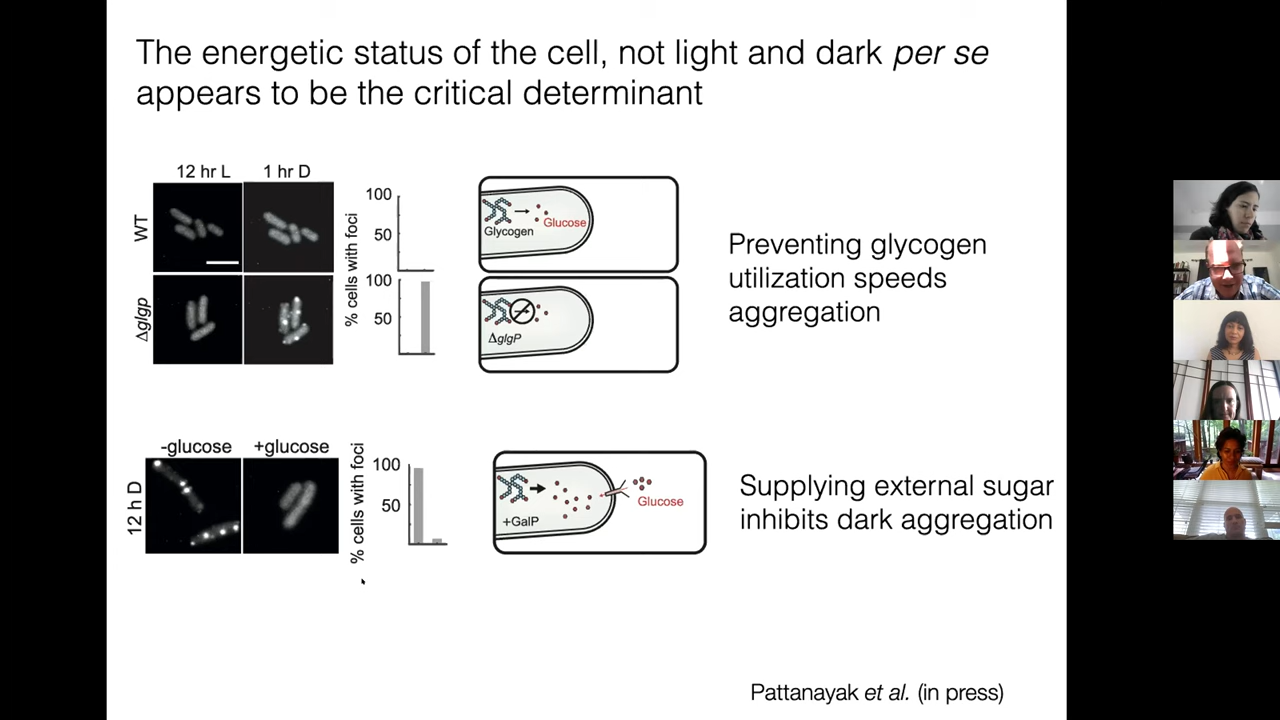 The energetic status of the cell, not light and dark per se
appears to be the critical determinant
12 hr L
1 hr D
WT
Δglgp
% cells with foci
100
50
100
50
Glycogen
Glucose
ΔglgP
Preventing glycogen
utilization speeds
aggregation
-glucose
+glucose
12 hr D
% cells with foci
100
50
+GalP
Glucose
Supplying external sugar
inhibits dark aggregation
Pattanayak et al. (in press)